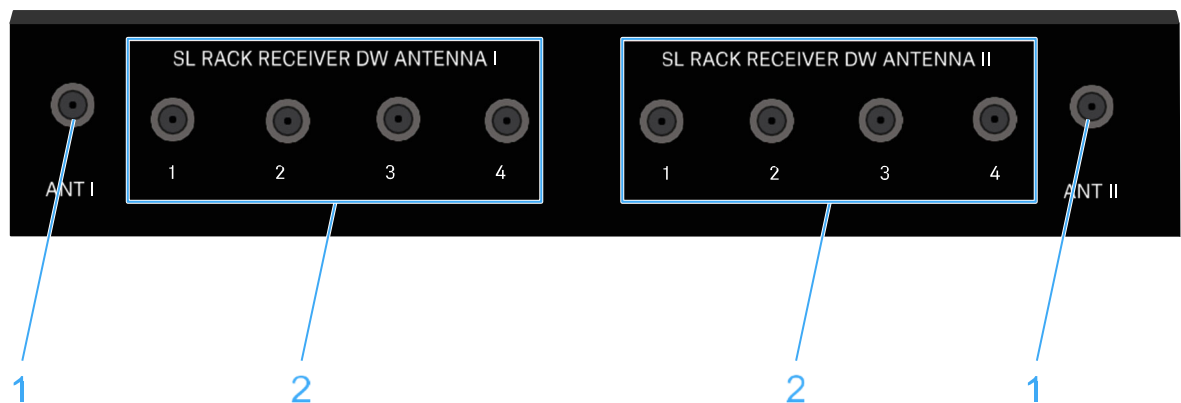 SL RACK RECEIVER DW ANTENNA I
1 2 3 4
ANT I
SL RACK RECEIVER DW ANTENNA II
1 2 3 4
ANT II
1 2 2 1